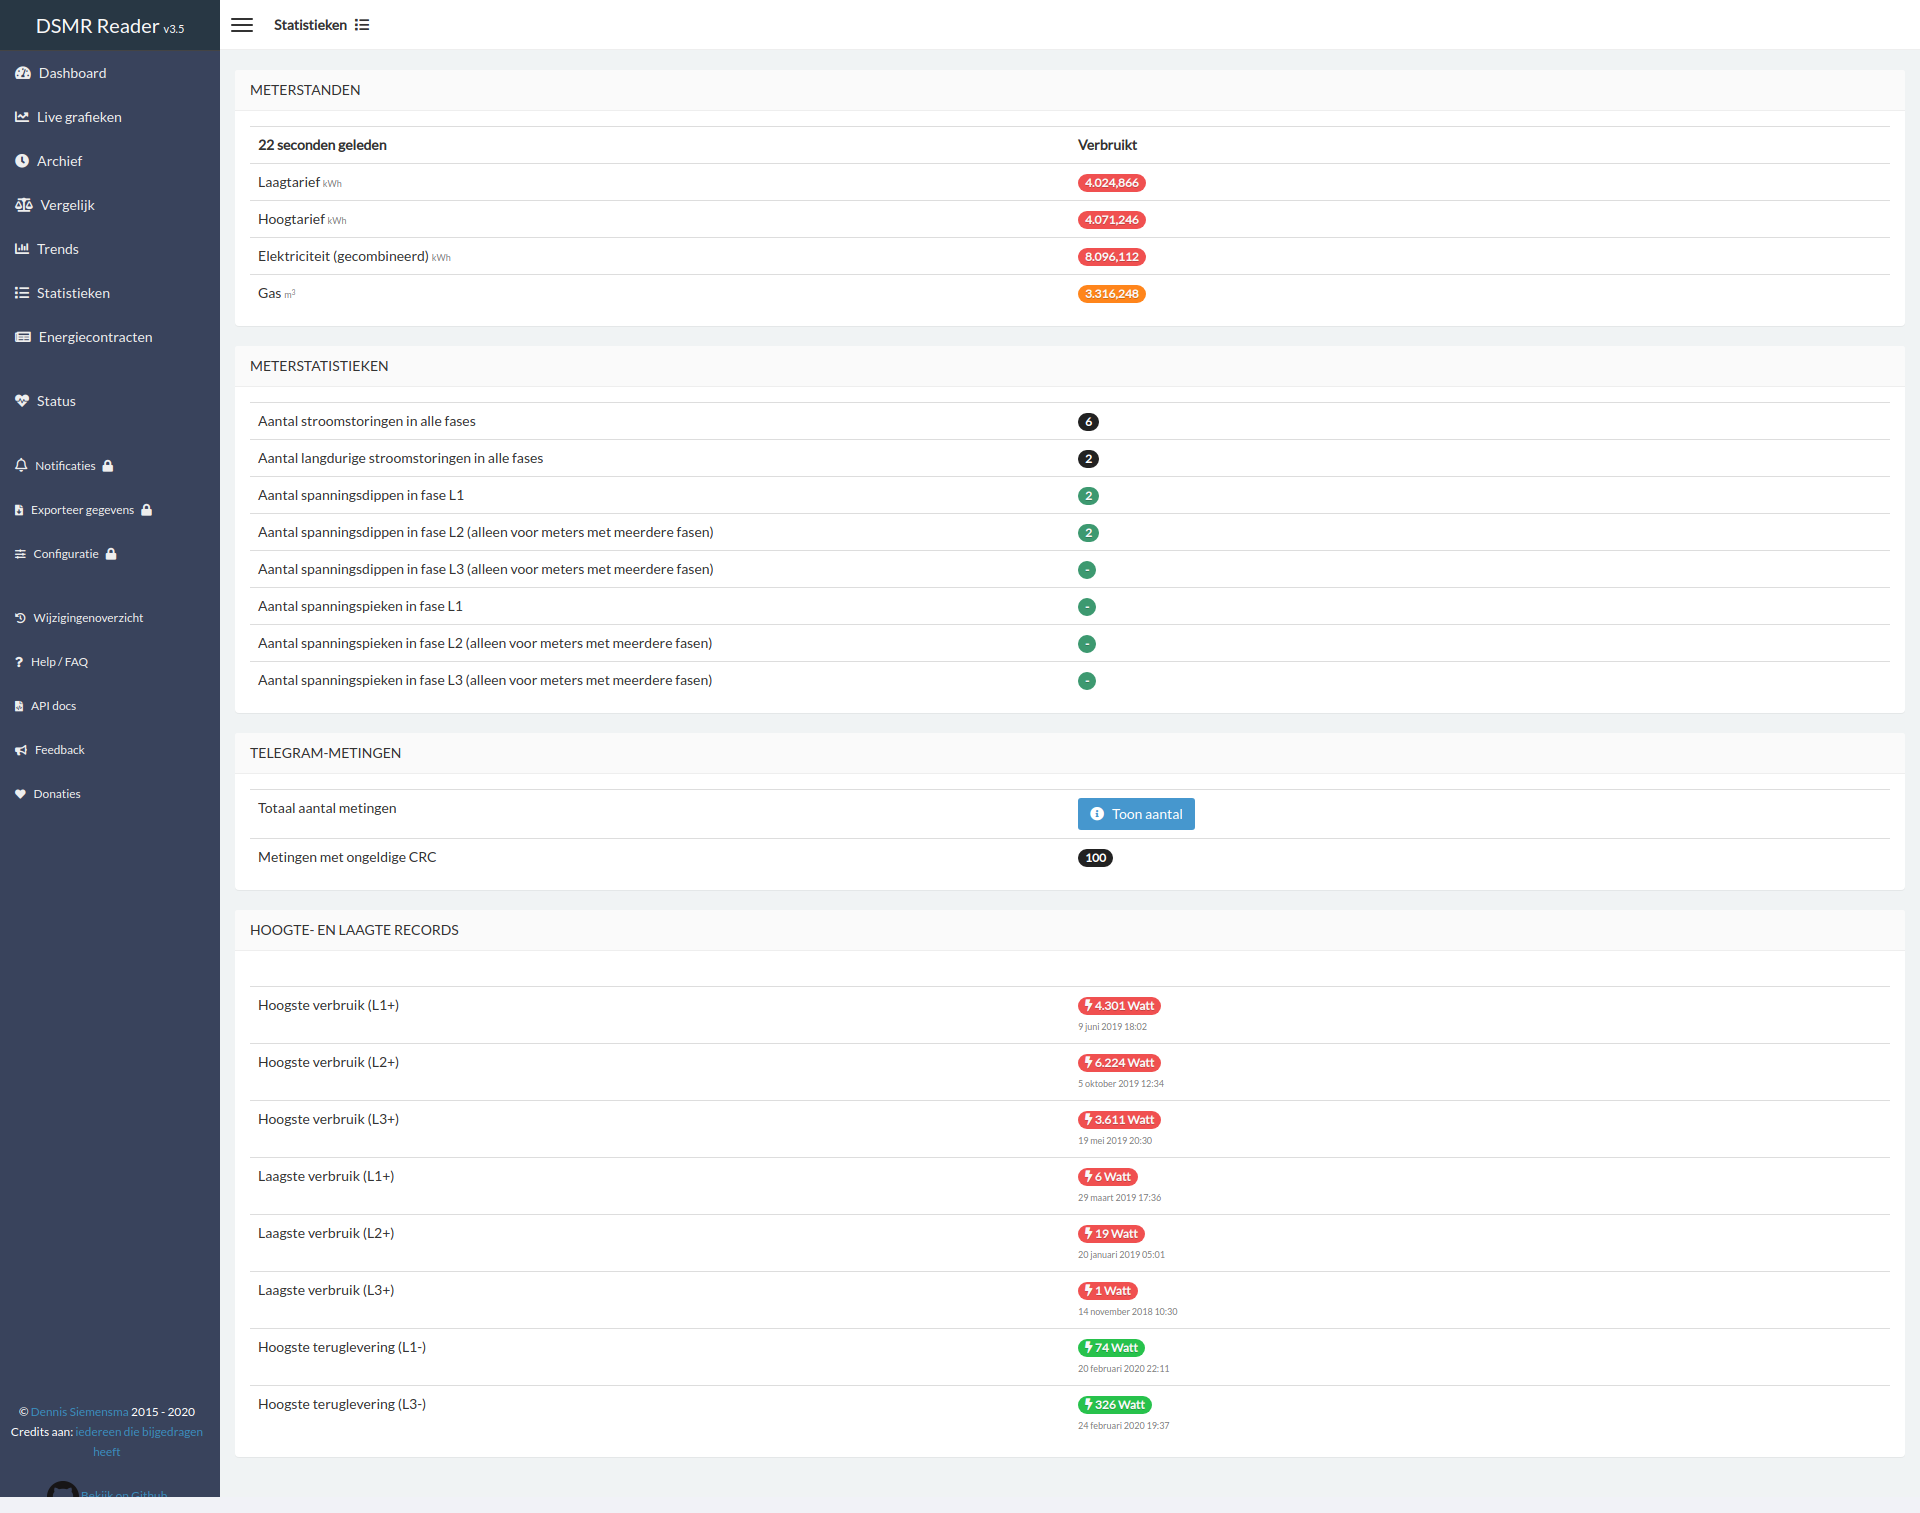 DSMR Reader v3.5
Statistieken
Dashboard
Live grafieken
Archief
Vergelijk
Trends
Statistieken
Energiecontracten
Status
Notificaties
Exporteer gegevens
Configuratie
Wijzigingenoverzicht
Help / FAQ
API docs
Feedback
Donaties
© Dennis Siemensma 2015 - 2020
Credits aan: iedereen die bijgedragen
heeft
Bekijk op Github
METERSTANDEN
22 seconden geleden Verbruikt
Laagtarief kWh 4.024,866
Hoogtarief kWh 4.071,246
Elektriciteit (gecombineerd) kWh 8.096,112
Gas m³ 3.316,248
METERSTATISTIEKEN
Aantal stroomstoringen in alle fases 6
Aantal langdurige stroomstoringen in alle fases 2
Aantal spanningsdippen in fase L1 2
Aantal spanningsdippen in fase L2 (alleen voor meters met meerdere fasen) 2
Aantal spanningsdippen in fase L3 (alleen voor meters met meerdere fasen) -
Aantal spanningspieken in fase L1 -
Aantal spanningspieken in fase L2 (alleen voor meters met meerdere fasen) -
Aantal spanningspieken in fase L3 (alleen voor meters met meerdere fasen) -
TELEGRAM-METINGEN
Totaal aantal metingen Toon aantal
Metingen met ongeldige CRC 100
HOOGTE- EN LAAGTE RECORDS
Hoogste verbruik (L1+) 4.301 Watt
9 juni 2019 18:02
Hoogste verbruik (L2+) 6.224 Watt
5 oktober 2019 12:34
Hoogste verbruik (L3+) 3.611 Watt
19 mei 2019 20:30
Laagste verbruik (L1+) 6 Watt
29 maart 2019 17:36
Laagste verbruik (L2+) 19 Watt
20 januari 2019 05:01
Laagste verbruik (L3+) 1 Watt
14 november 2018 10:30
Hoogste teruglevering (L1-) 74 Watt
20 februari 2020 22:11
Hoogste teruglevering (L3-) 326 Watt
24 februari 2020 19:37